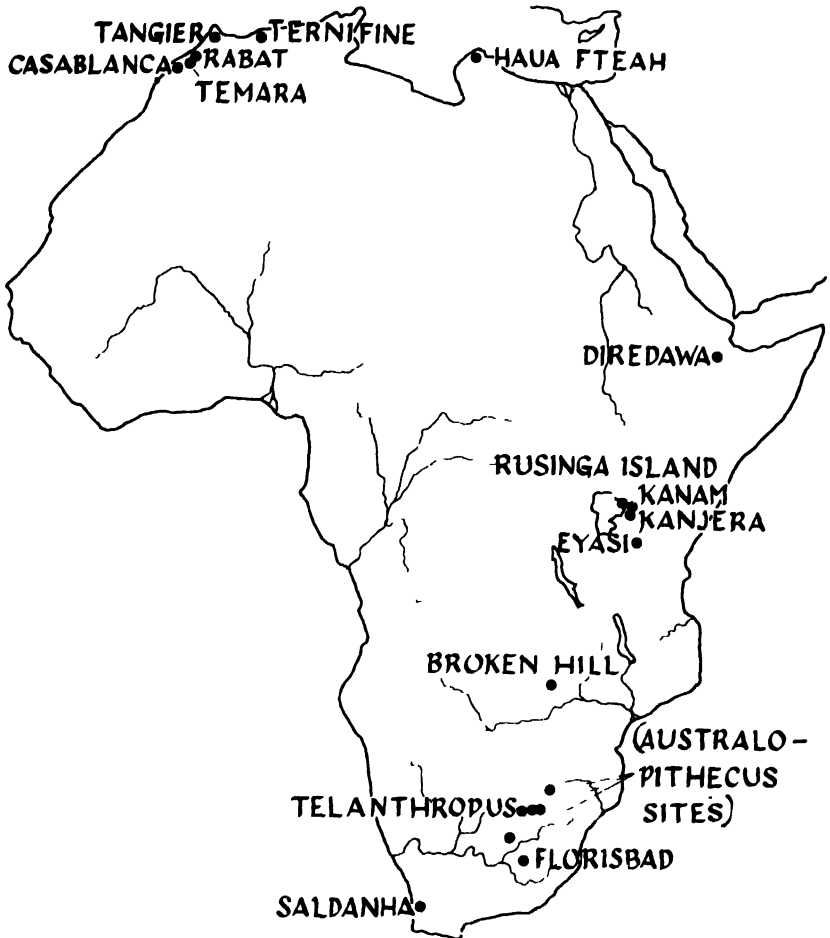 TANGIER
TERNIFINE
CASABLANCA
RABAT
TEMARA
HAUA FTEAH
DIREDAWA
RUSINGA ISLAND
KANAM
KANJERA
EYASI
BROKEN HILL
(AUSTRALO-
PITHECUS
SITES)
TELANTHROPUS
FLORISBAD
SALDANHA